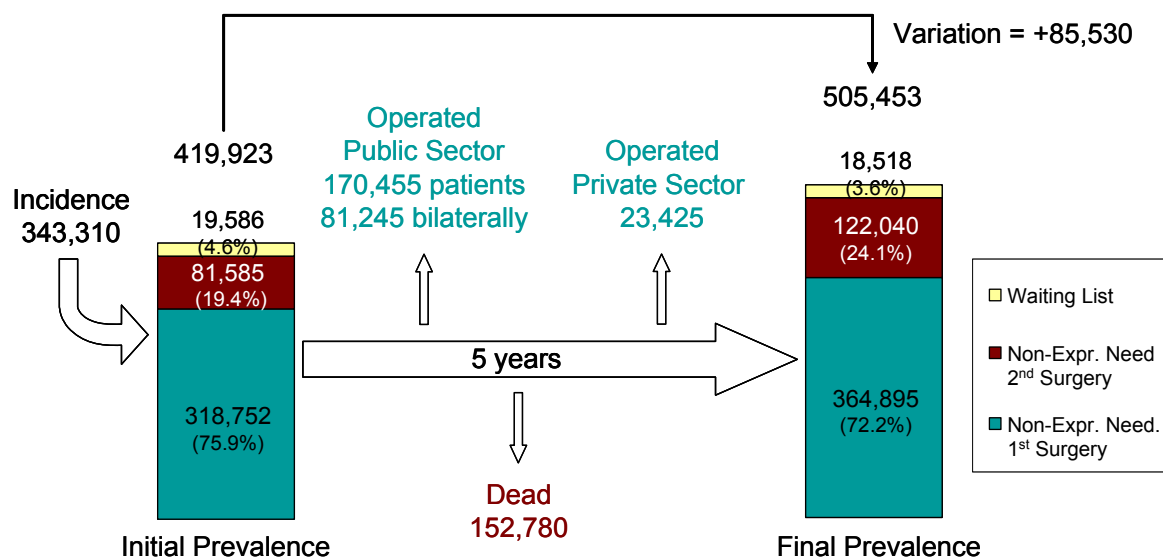 Variation = +85,530
505,453
419,923
Operated
Public Sector
170,455 patients
81,245 bilaterally
Operated
Private Sector
23,425
Incidence
343,310
19,586
(4.6%)
81,585
(19.4%)
318,752
(75.9%)
Initial Prevalence
5 years
Dead
152,780
18,518
(3.6%)
122,040
(24.1%)
364,895
(72.2%)
Final Prevalence
Waiting List
Non-Expr. Need
2nd Surgery
Non-Expr. Need.
1st Surgery